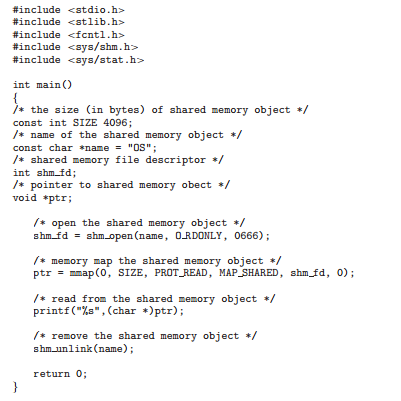 #include <stdio.h>
#include <stlib.h>
#include <fcntl.h>
#include <sys/shm.h>
#include <sys/stat.h>
int main()
{
/* the size (in bytes) of shared memory object */
const int SIZE 4096;
/* name of the shared memory object */
const char *name = "OS";
/* shared memory file descriptor */
int shm_fd;
/* pointer to shared memory obect */
void *ptr;
/* open the shared memory object */
shm_fd = shm_open(name, O_RDONLY, 0666);
/* memory map the shared memory object */
ptr = mmap(0, SIZE, PROT_READ, MAP_SHARED, shm_fd, 0);
/* read from the shared memory object */
printf("%s",(char *)ptr);
/* remove the shared memory object */
shm_unlink(name);
return 0;
}